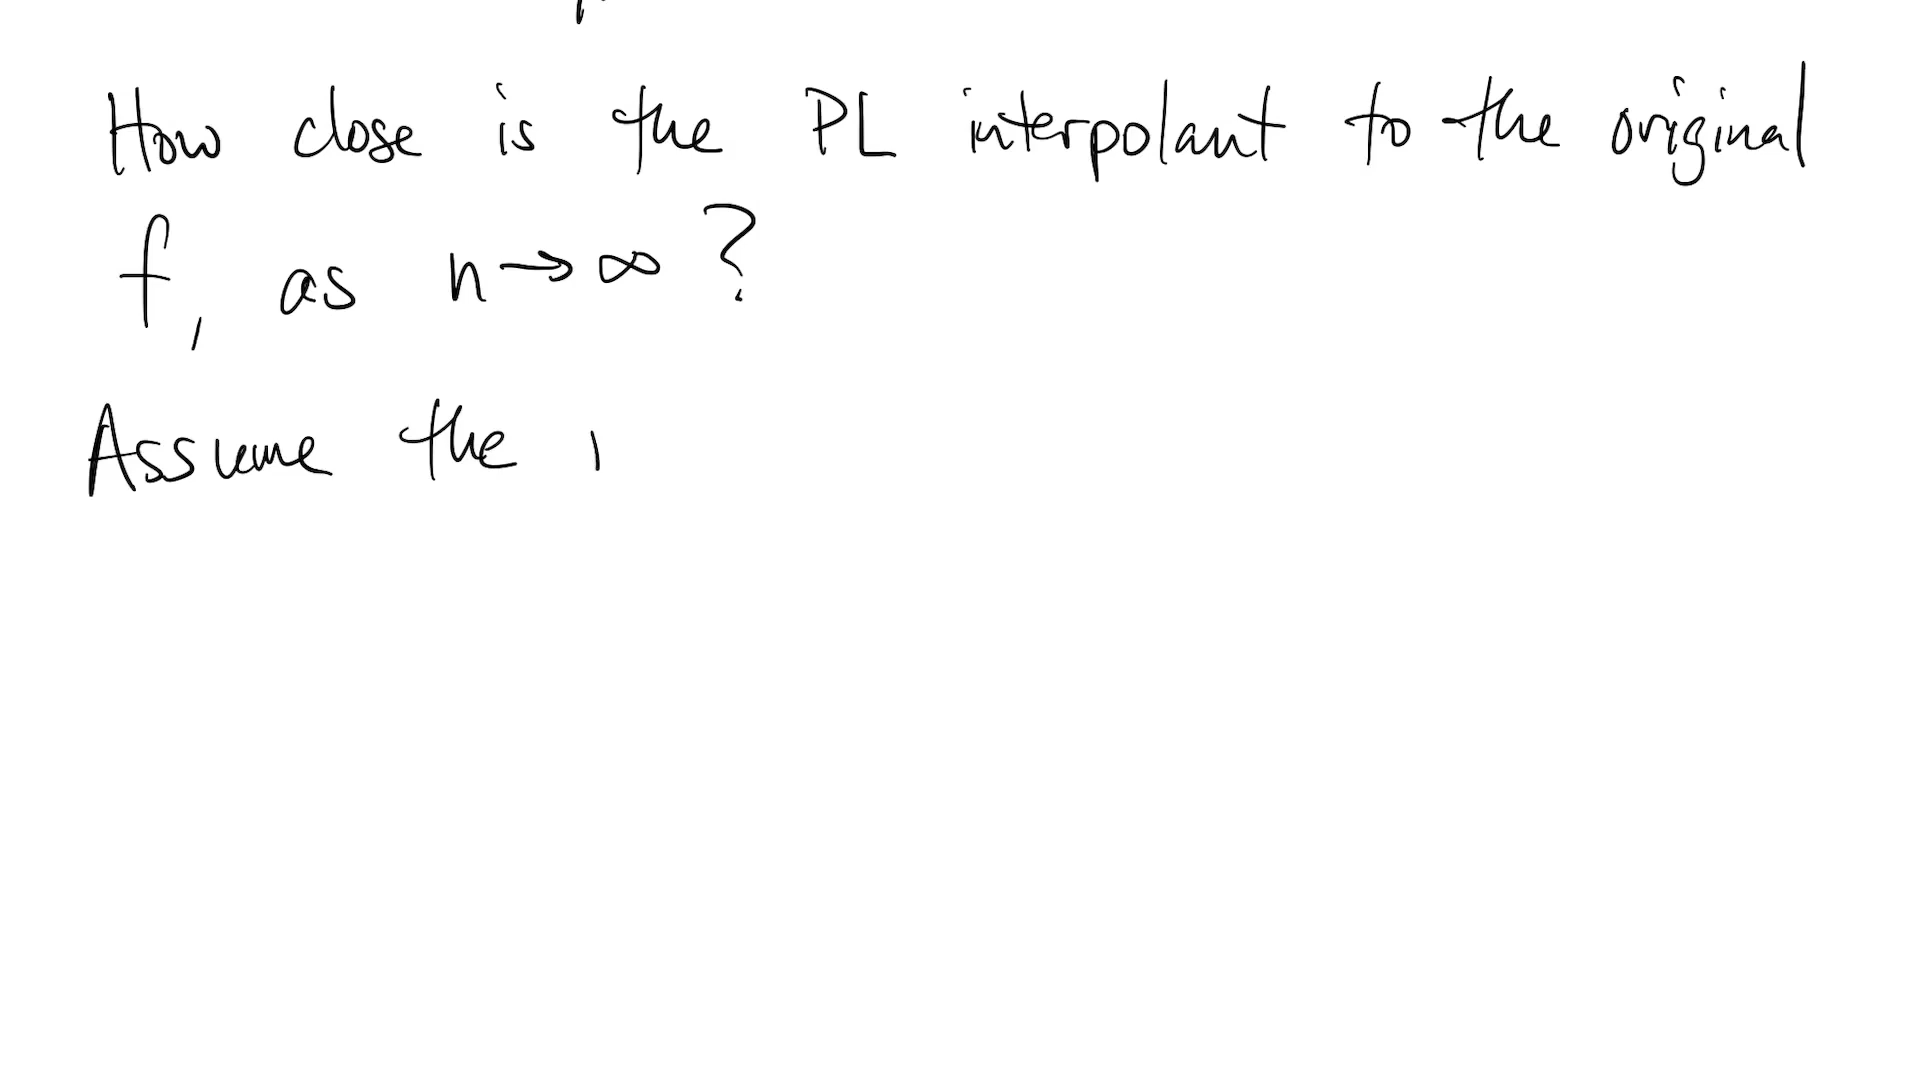 How close is the PL interpolant to the original
f, as n→∞?
Assume the